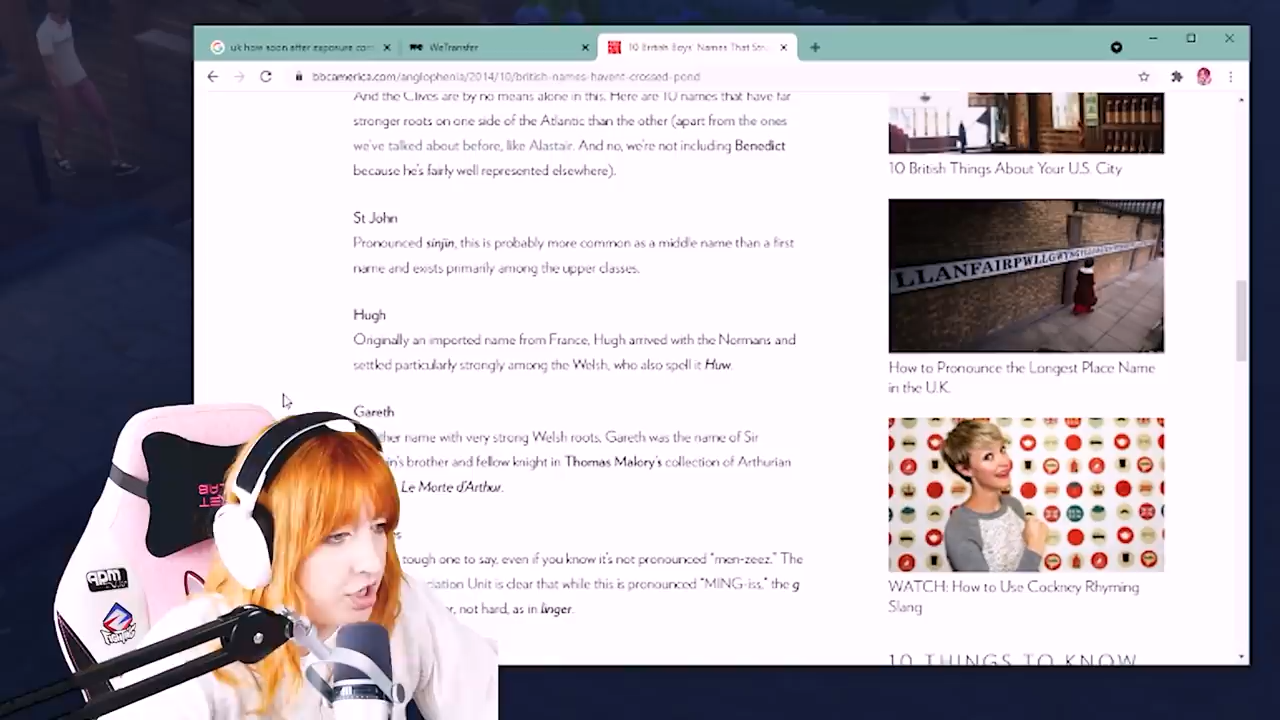 uk how soon after exposure con
WeTransfer
10 British Boys' Names That Str
bbcamerica.com/anglophenia/2014/10/british-names-havent-crossed-pond
And the Clives are by no means alone in this. Here are 10 names that have far
stronger roots on one side of the Atlantic than the other (apart from the ones
we've talked about before, like Alastair. And no, we're not including Benedict
because he's fairly well represented elsewhere).
St John
Pronounced sinjin, this is probably more common as a middle name than a first
name and exists primarily among the upper classes.
Hugh
Originally an imported name from France, Hugh arrived with the Normans and
settled particularly strongly among the Welsh, who also spell it Huw.
Gareth
ther name with very strong Welsh roots, Gareth was the name of Sir
in's brother and fellow knight in Thomas Malory's collection of Arthurian
Le Morte d'Arthur.
tough one to say, even if you know it's not pronounced "men-zeez." The
ciation Unit is clear that while this is pronounced "MING-iss," the g
r, not hard, as in linger.
10 British Things About Your U.S. City
LLANFAIRPWLLGWYNGYLL
How to Pronounce the Longest Place Name
in the U.K.
WATCH: How to Use Cockney Rhyming
Slang
10 THINGS TO KNOW
apm